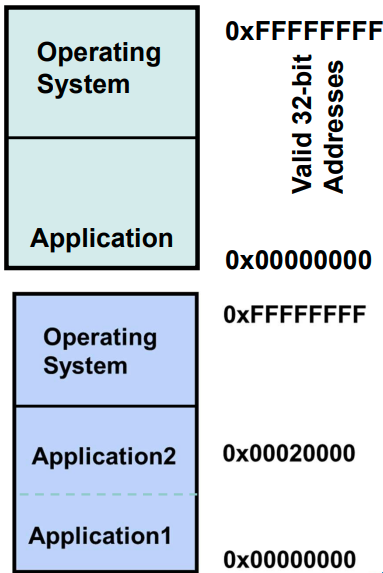 Operating
System
0xFFFFFFFF
Valid 32-bit
Addresses
Application
0x00000000
0xFFFFFFFF
Operating
System
Application2
0x00020000
Application1
0x00000000